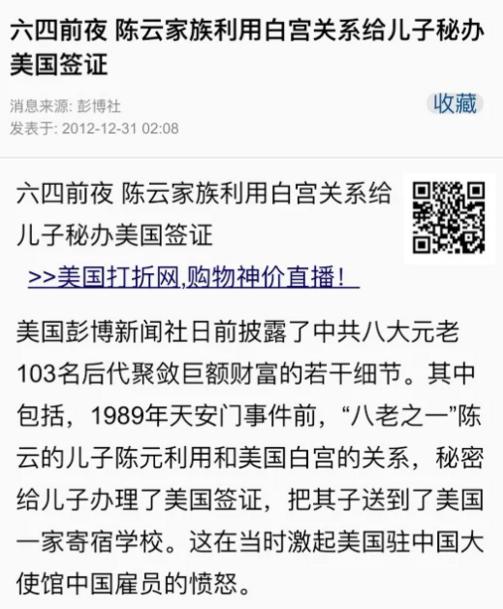 六四前夜 陈云家族利用白宫关系给儿子秘办
美国签证
消息来源: 彭博社
收藏
发表于: 2012-12-31 02:08
六四前夜 陈云家族利用白宫关系给
儿子秘办美国签证
>>美国打折网,购物神价直播！
美国彭博新闻社日前披露了中共八大元老
103名后代聚敛巨额财富的若干细节。其中
包括，1989年天安门事件前，“八老之一”陈
云的儿子陈元利用和美国白宫的关系，秘密
给儿子办理了美国签证，把其子送到了美国
一家寄宿学校。这在当时激起美国驻中国大
使馆中国雇员的愤怒。